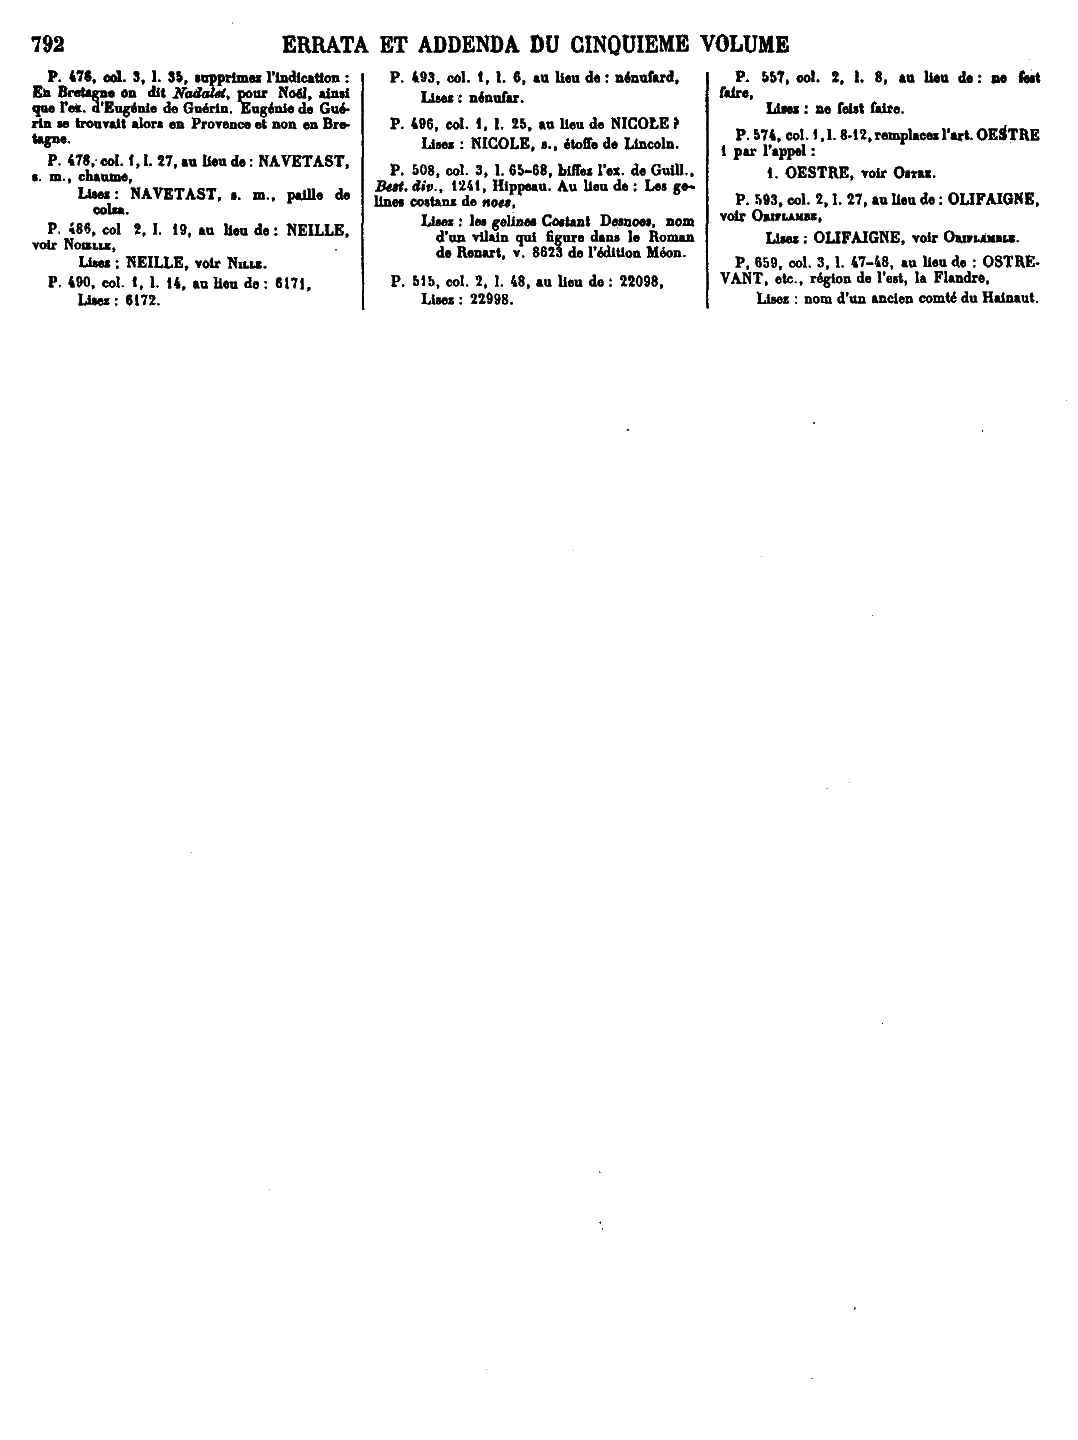 792
ERRATA ET ADDENDA DU CINQUIEME VOLUME
P. 476, col. 3, l. 35, supprimez l'indication :
En Bretagne on dit Nadalet, pour Noël, ainsi
que l'ex. d'Eugénie de Guérin. Eugénie de Gué-
rin se trouvait alors en Provence et non en Bre-
tagne.
P. 478, col. 1, l. 27, au lieu de : NAVETAST,
s. m., chaume,
Lisez : NAVETAST, s. m., paille de
colza.
P. 486, col 2, l. 19, au lieu de : NEILLE,
voir NOIELLE,
Lisez : NEILLE, voir NILLE.
P. 490, col. 1, l. 14, au lieu de : 6171,
Lisez : 6172.
P. 493, col. 1, l. 6, au lieu de : nénufard,
Lisez : nénufar.
P. 496, col. 1, l. 25, au lieu de NICOLE ?
Lisez : NICOLE, s., étoffe de Lincoln.
P. 508, col. 3, l. 65-68, biffez l'ex. de Guill.,
Best. div., 1241, Hippeau. Au lieu de : Les ge-
lines costanz de noes,
Lisez : les gelines Costant Desnoes, nom
d'un vilain qui figure dans le Roman
de Renart, v. 8623 de l'édition Méon.
P. 515, col. 2, l. 48, au lieu de : 22098,
Lisez : 22998.
P. 557, col. 2, l. 8, au lieu de : ne fest
faire,
Lisez : ne feist faire.
P. 574, col. 1, l. 8-12, remplacez l'art. OESTRE
1 par l'appel :
1. OESTRE, voir OSTRE.
P. 593, col. 2, l. 27, au lieu de : OLIFAIGNE,
voir ORIFLAMBE,
Lisez : OLIFAIGNE, voir ORIFLAMBLE.
P. 659, col. 3, l. 47-48, au lieu de : OSTRE-
VANT, etc., région de l'est, la Flandre,
Lisez : nom d'un ancien comté du Hainaut.